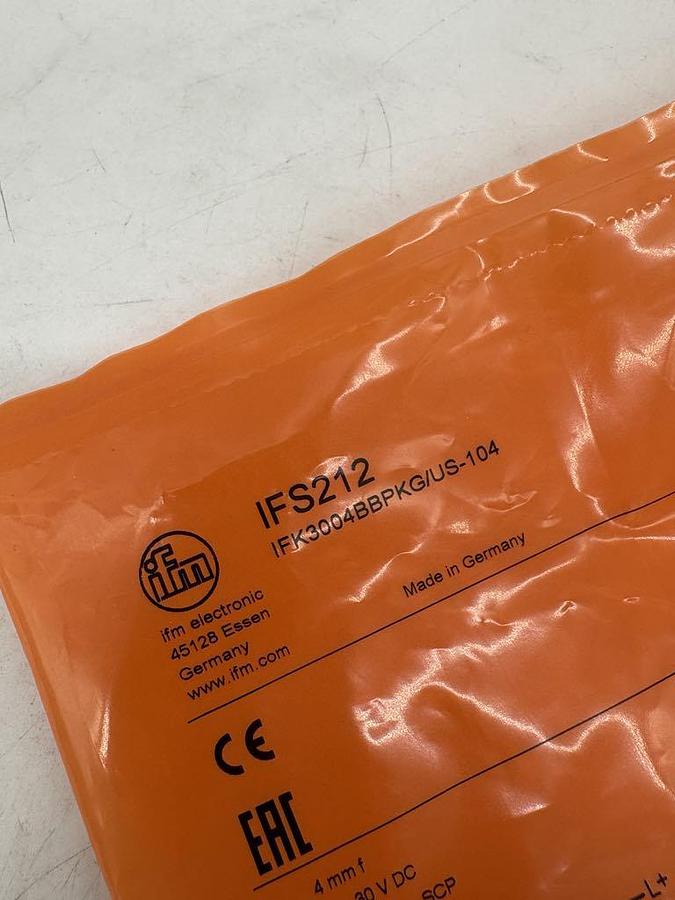 IFS212
IFK3004BBPKG/US-104
ifm
Made in Germany
ifm electronic
45128 Essen
Germany
www.ifm.com
CE
EAC
4 mm f
30 V DC
SCP
L+